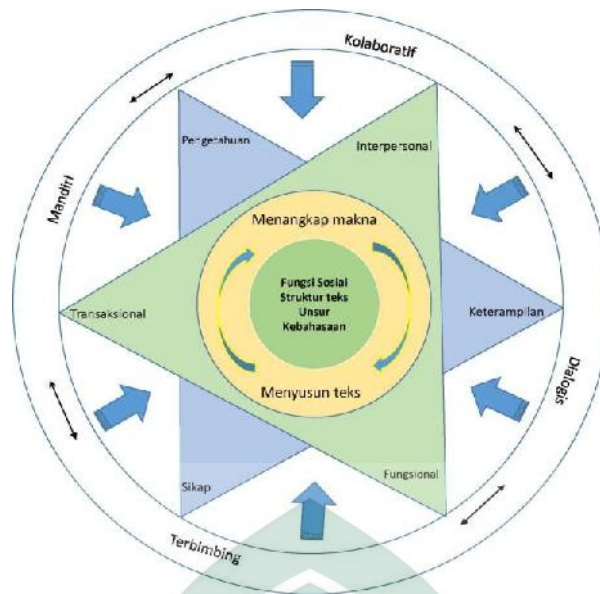 Kolaboratif
Pengetahuan
Interpersonal
Mandiri
Menangkap makna
Fungsi Sosial
Struktur teks
Unsur
Kebahasaan
Transaksional
Keterampilan
Dialogis
Menyusun teks
Sikap
Fungsional
Terbimbing